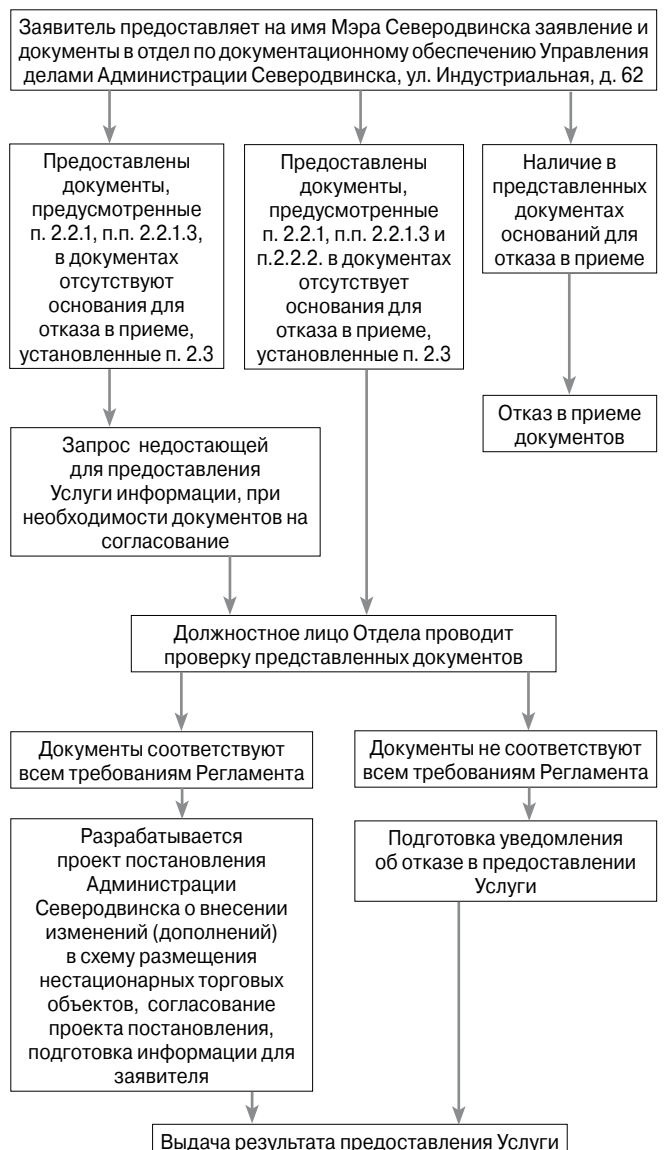 Заявитель предоставляет на имя Мэра Северодвинска заявление и
документы в отдел по документационному обеспечению Управления
делами Администрации Северодвинска, ул. Индустриальная, д. 62
Предоставлены
документы,
предусмотренные
п. 2.2.1, п.п. 2.2.1.3,
в документах
отсутствуют
основания для
отказа в приеме,
установленные п. 2.3
Предоставлены
документы,
предусмотренные
п. 2.2.1, п.п. 2.2.1.3 и
п.2.2.2. в документах
отсутствует
основания для
отказа в приеме,
установленные п. 2.3
Наличие в
представленных
документах
оснований для
отказа в приеме
Отказ в приеме
документов
Запрос недостающей
для предоставления
Услуги информации, при
необходимости документов на
согласование
Должностное лицо Отдела проводит
проверку представленных документов
Документы соответствуют
всем требованиям Регламента
Документы не соответствуют
всем требованиям Регламента
Разрабатывается
проект постановления
Администрации
Северодвинска о внесении
изменений (дополнений)
в схему размещения
нестационарных торговых
объектов, согласование
проекта постановления,
подготовка информации для
заявителя
Подготовка уведомления
об отказе в предоставлении
Услуги
Выдача результата предоставления Услуги